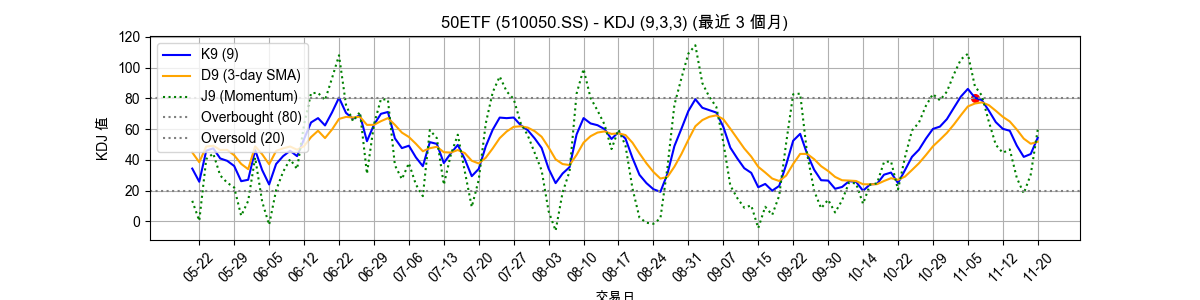 50ETF (510050.SS) - KDJ (9,3,3) (最近 3 個月)
KDJ 值
120
100
80
60
40
20
0
K9 (9)
D9 (3-day SMA)
J9 (Momentum)
Overbought (80)
Oversold (20)
05-22 05-29 06-05 06-12 06-22 06-29 07-06 07-13 07-20 07-27 08-03 08-10 08-17 08-24 08-31 09-07 09-15 09-22 09-30 10-14 10-22 10-29 11-05 11-12 11-20
交易日